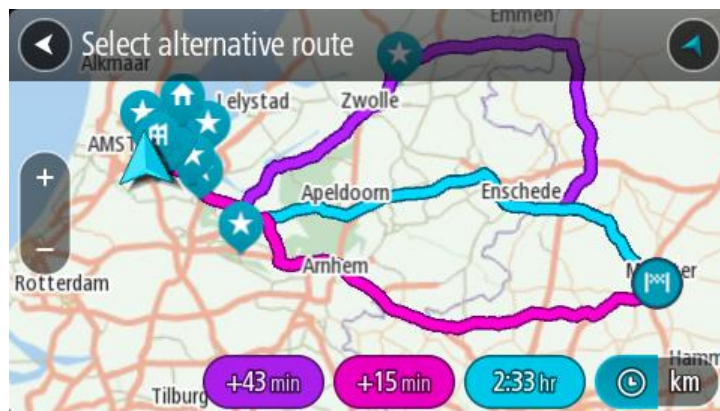 Select alternative route
Emmen
Alkmaar
Lelystad
Zwolle
Apeldoorn
Enschede
Arnhem
Rotterdam
Tilburg
+43 min
+15 min
2:33 hr
km